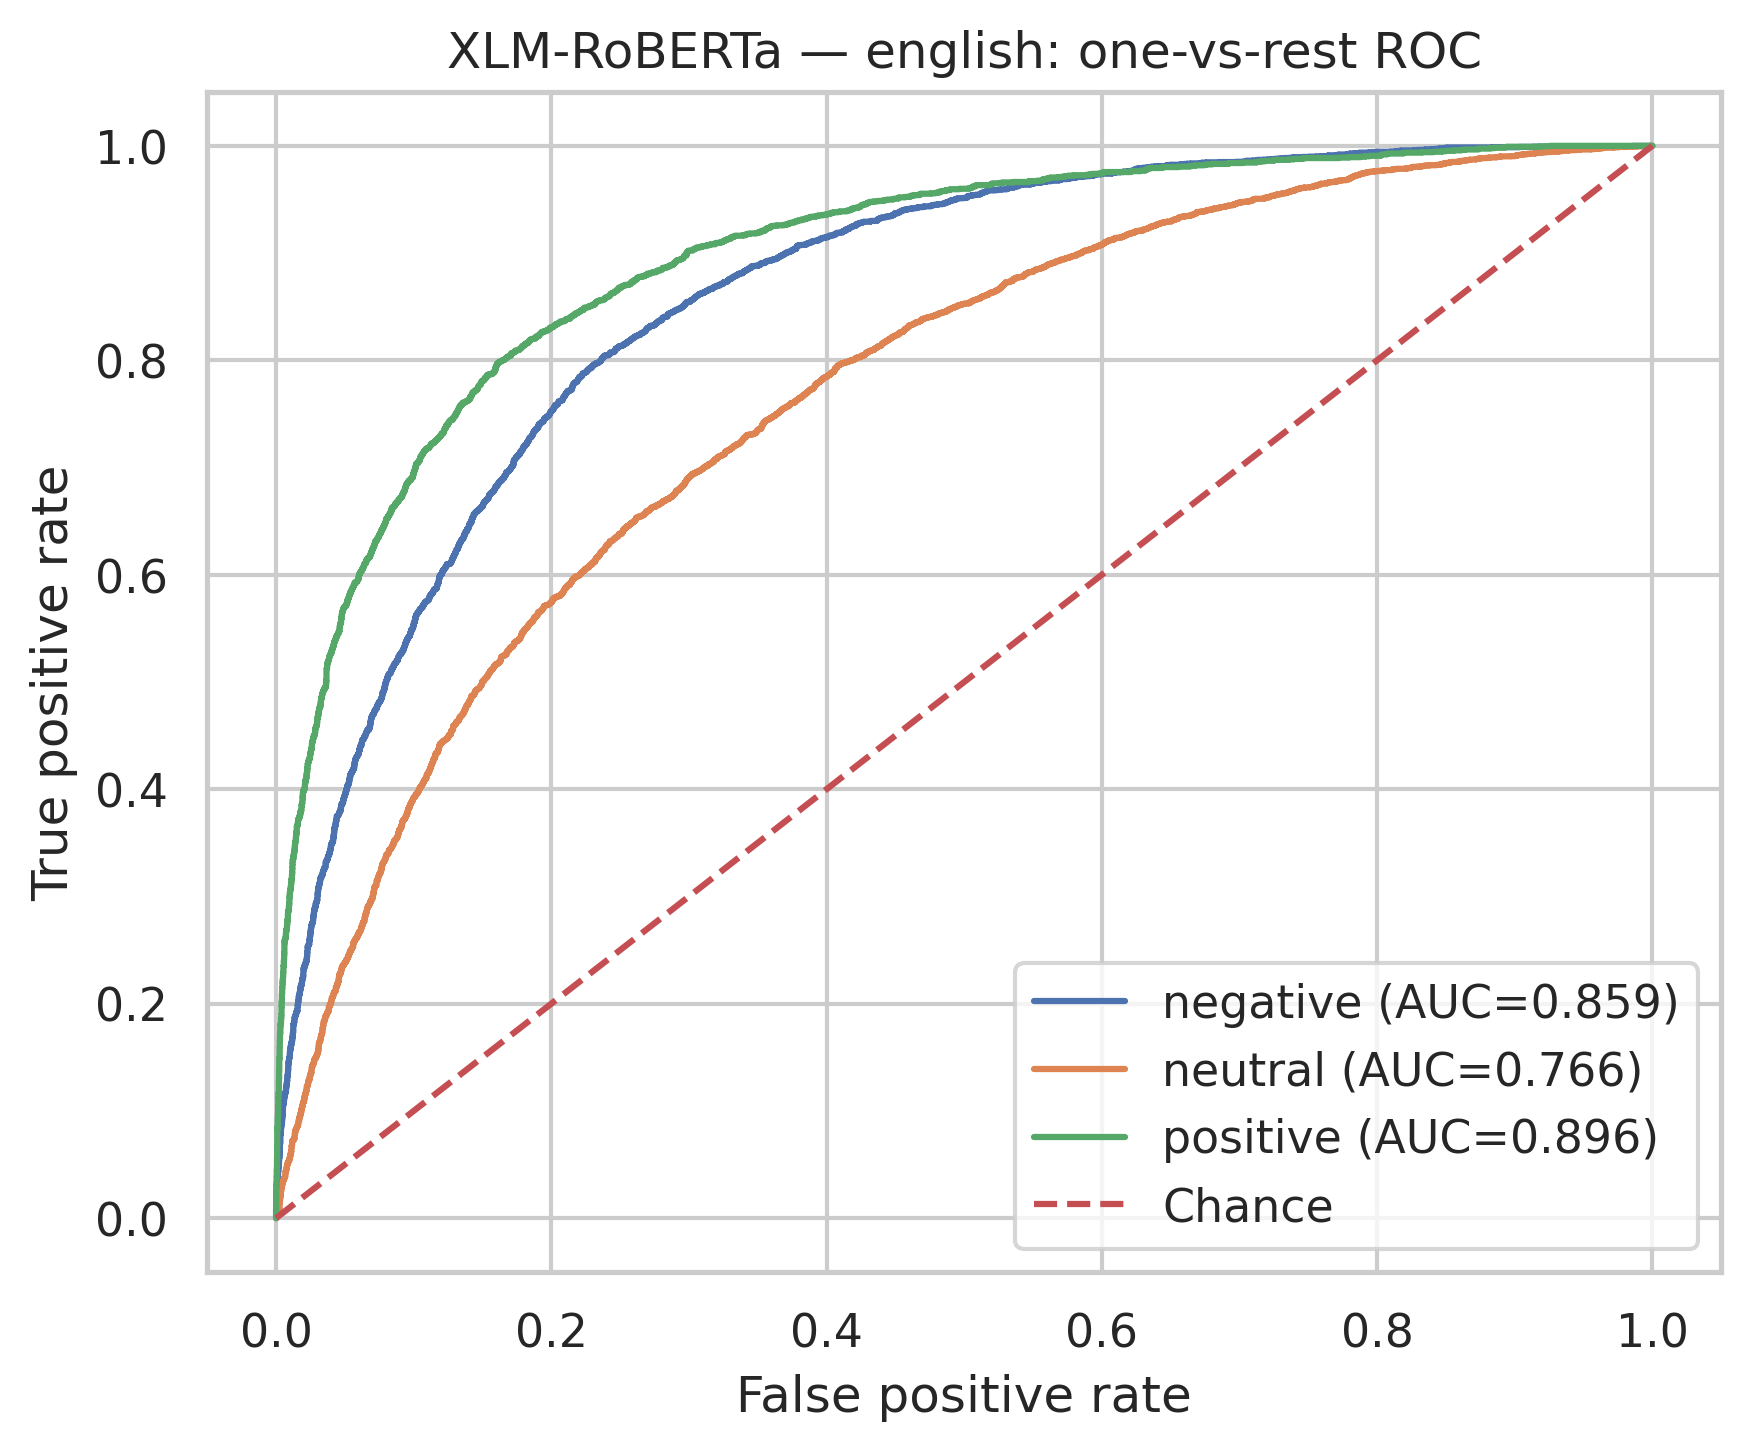 XLM-RoBERTa — english: one-vs-rest ROC
True positive rate
1.0
0.8
0.6
0.4
0.2
0.0
negative (AUC=0.859)
neutral (AUC=0.766)
positive (AUC=0.896)
Chance
0.0 0.2 0.4 0.6 0.8 1.0
False positive rate